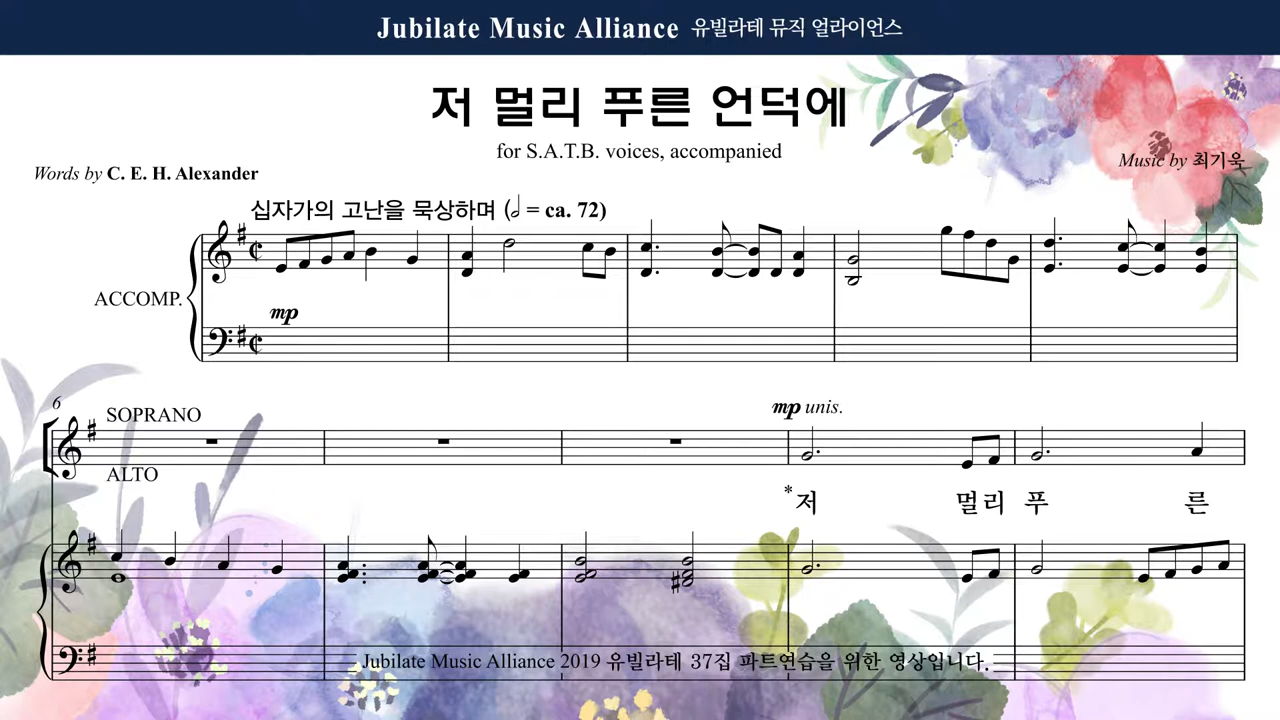 Jubilate Music Alliance 유빌라테 뮤직 얼라이언스
저 멀리 푸른 언덕에
for S.A.T.B. voices, accompanied
Words by C. E. H. Alexander
Music by 최기욱
십자가의 고난을 묵상하며 (𝅗𝅥 = ca. 72)
ACCOMP.
mp
6
SOPRANO
mp unis.
ALTO
*저 멀리 푸 른
Jubilate Music Alliance 2019 유빌라테 37집 파트연습을 위한 영상입니다.